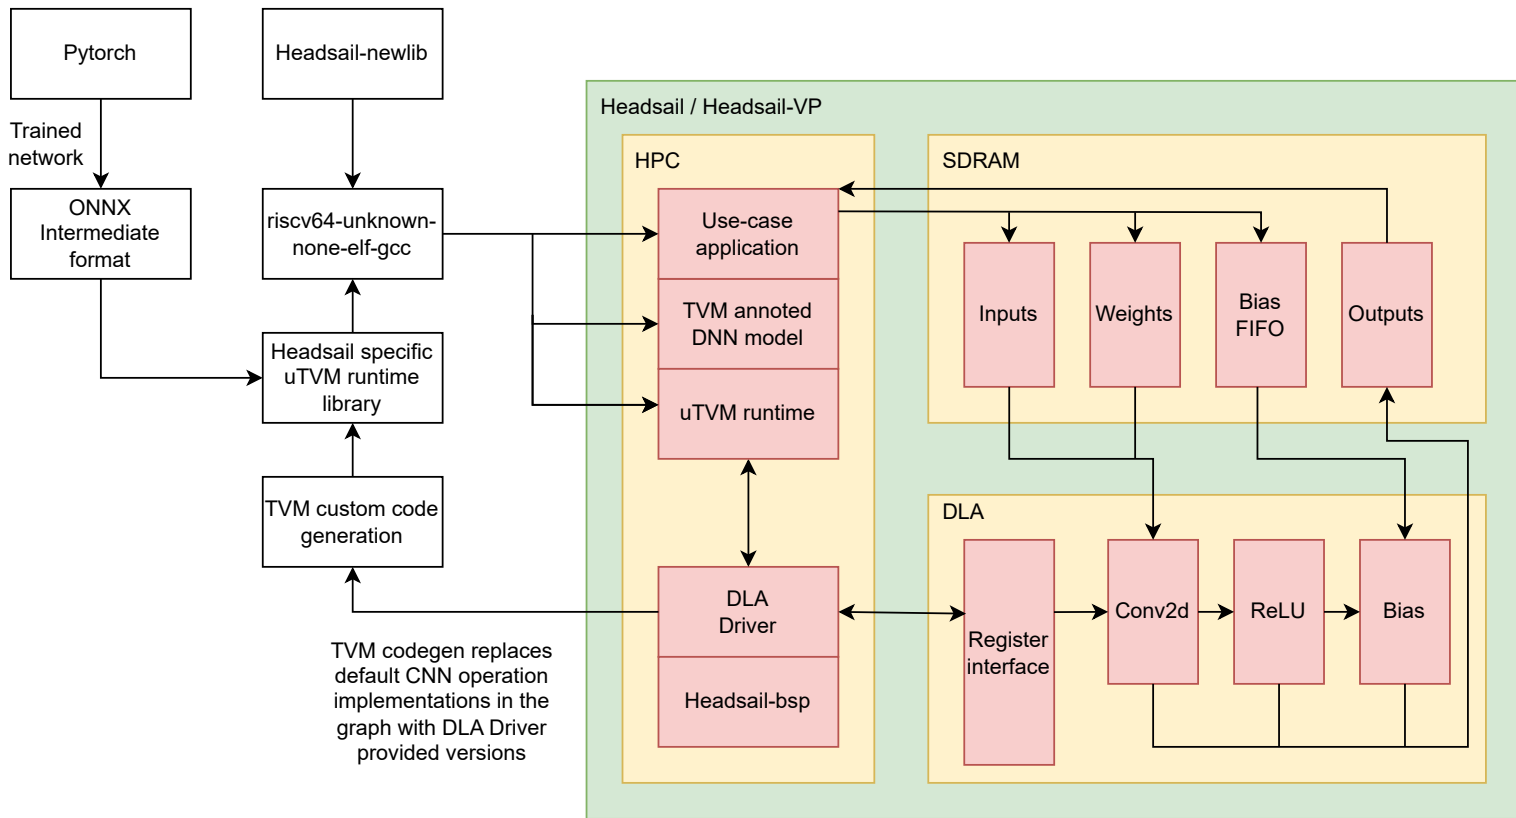 Pytorch
Headsail-newlib
Trained
network
ONNX
Intermediate
format
riscv64-unknown-
none-elf-gcc
Headsail specific
uTVM runtime
library
TVM custom code
generation
TVM codegen replaces
default CNN operation
implementations in the
graph with DLA Driver
provided versions
Headsail / Headsail-VP
HPC
Use-case
application
TVM annoted
DNN model
uTVM runtime
DLA
Driver
Headsail-bsp
SDRAM
Inputs
Weights
Bias
FIFO
Outputs
DLA
Register
interface
Conv2d
ReLU
Bias